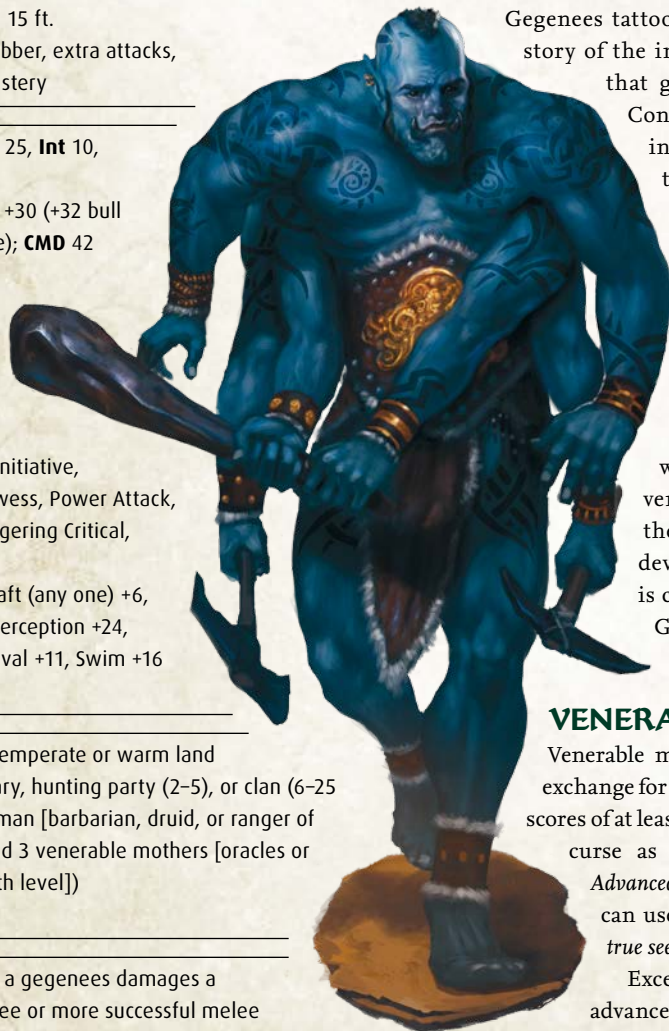 15 ft.
bber, extra attacks,
stery
25, Int 10,
+30 (+32 bull
e); CMD 42
nitiative,
wess, Power Attack,
gering Critical,
aft (any one) +6,
erception +24,
val +11, Swim +16
emperate or warm land
ary, hunting party (2–5), or clan (6–25
man [barbarian, druid, or ranger of
d 3 venerable mothers [oracles or
th level])
a gegenees damages a
ee or more successful melee
Gegenees tattoo
story of the in
that g
Con
in
t
w
ver
the
dev
is c
G
VENERA
Venerable m
exchange for
scores of at leas
curse as
Advanced
can use
true see
Exce
advance